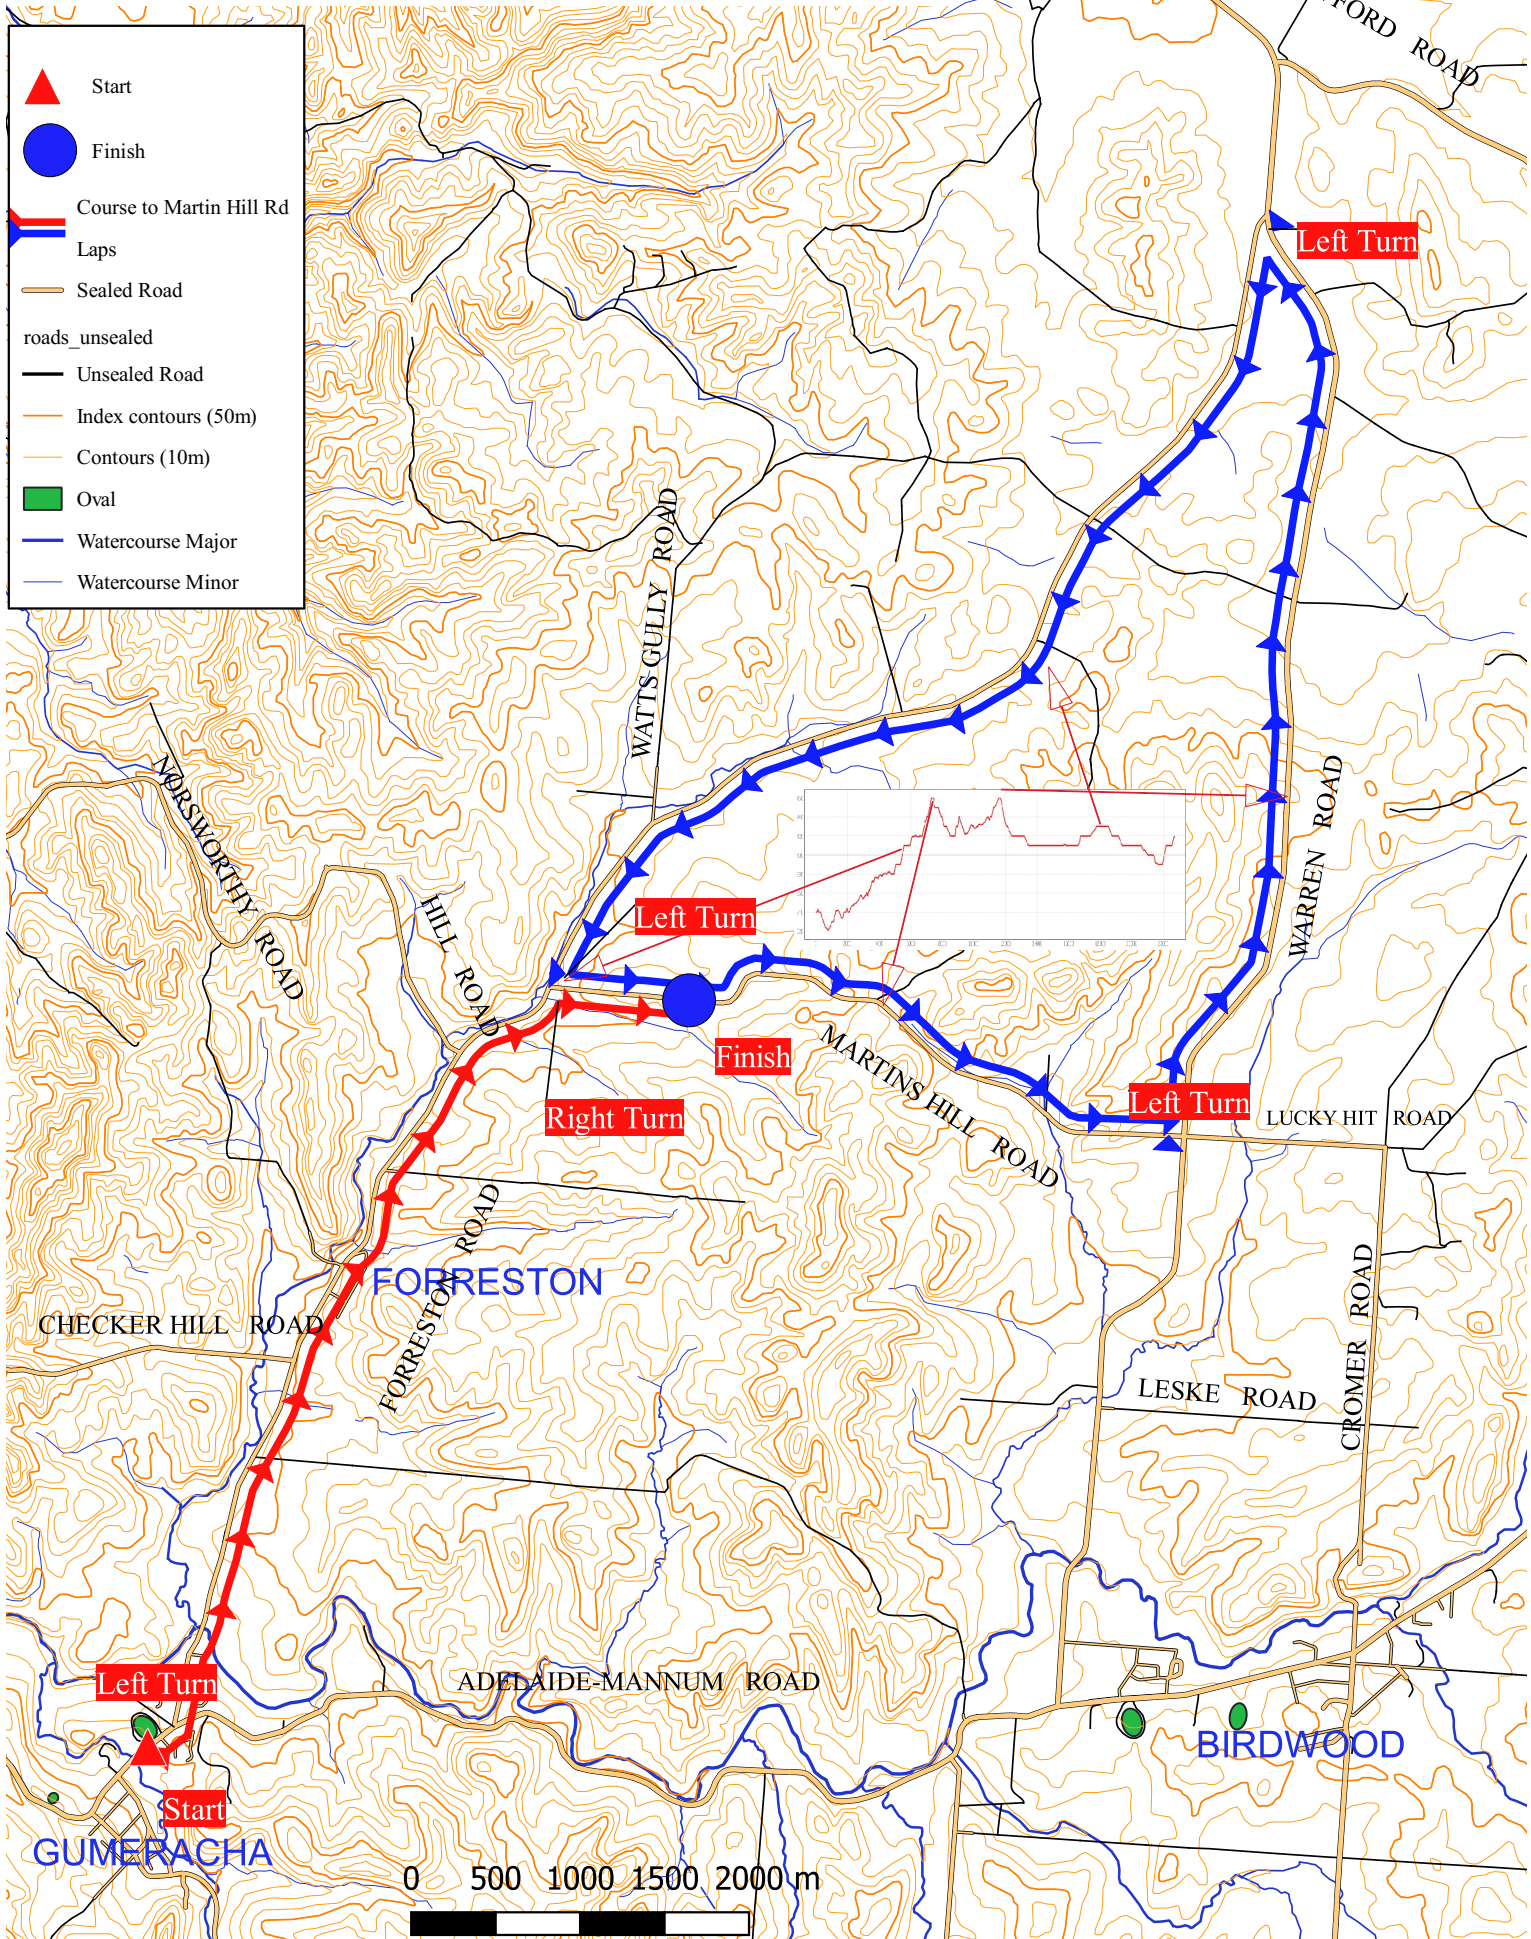 Start
Finish
Course to Martin Hill Rd
Laps
Sealed Road
roads_unsealed
Unsealed Road
Index contours (50m)
Contours (10m)
Oval
Watercourse Major
Watercourse Minor
FORD ROAD
Left Turn
WATTS GULLY ROAD
NORSWORTHY ROAD
HILL ROAD
WARREN ROAD
Left Turn
Finish
MARTINS HILL ROAD
Left Turn
LUCKY HIT ROAD
Right Turn
FORRESTON
FORRESTON ROAD
CHECKER HILL ROAD
CROMER ROAD
LESKE ROAD
Left Turn
ADELAIDE-MANNUM ROAD
BIRDWOOD
Start
GUMERACHA
0 500 1000 1500 2000 m